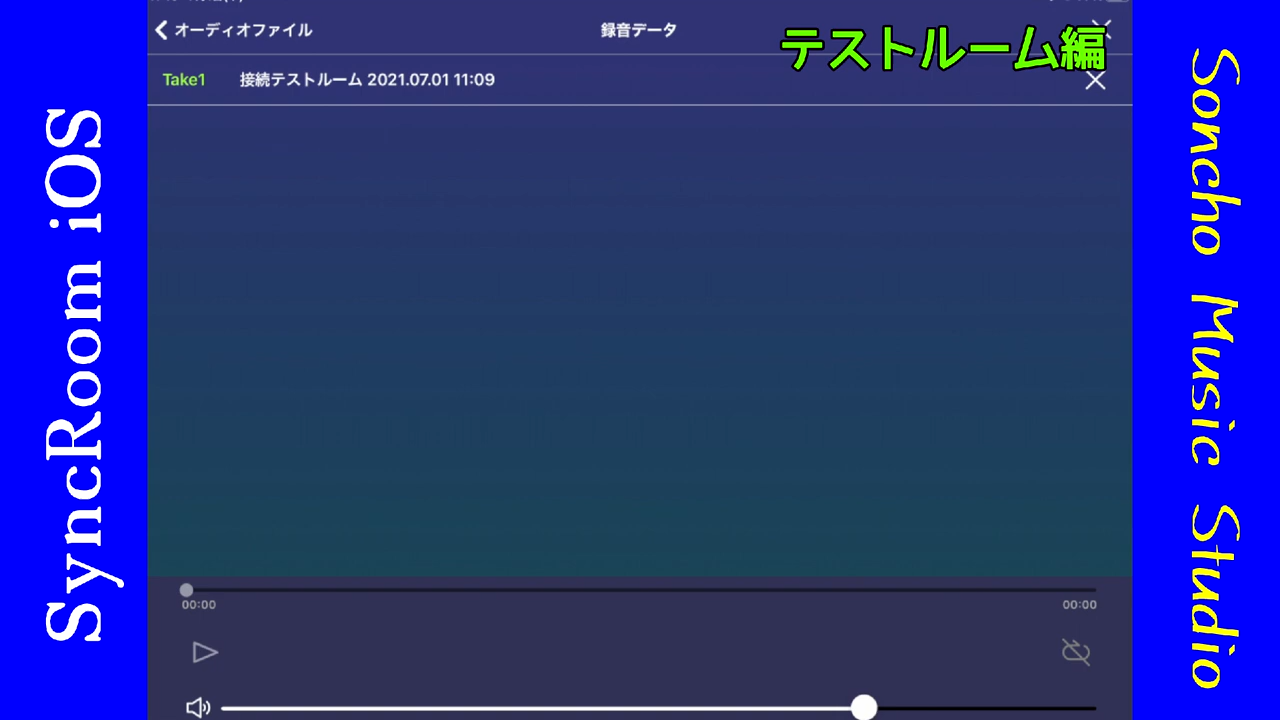 SyncRoom iOS
オーディオファイル
録音データ
テストルーム編
Take1 接続テストルーム 2021.07.01 11:09
00:00
00:00
Soncho Music Studio